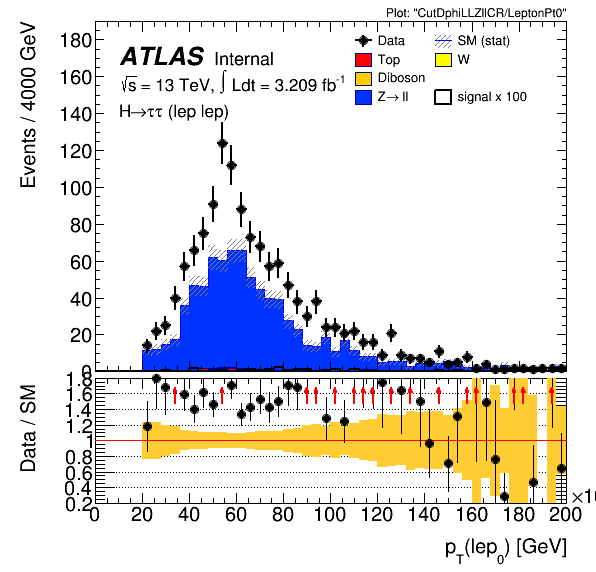 Plot: "CutDphiLLZllCR/LeptonPt0"
Events / 4000 GeV
180
160
140
120
100
80
60
40
20
0
ATLAS Internal
√s = 13 TeV, ∫ Ldt = 3.209 fb⁻¹
H→ττ (lep lep)
Data
SM (stat)
Top
W
Diboson
Z→ ll
signal x 100
Data / SM
1.8
1.6
1.4
1.2
1
0.8
0.6
0.4
0.2
0 20 40 60 80 100 120 140 160 180 200
p_T(lep_0) [GeV]